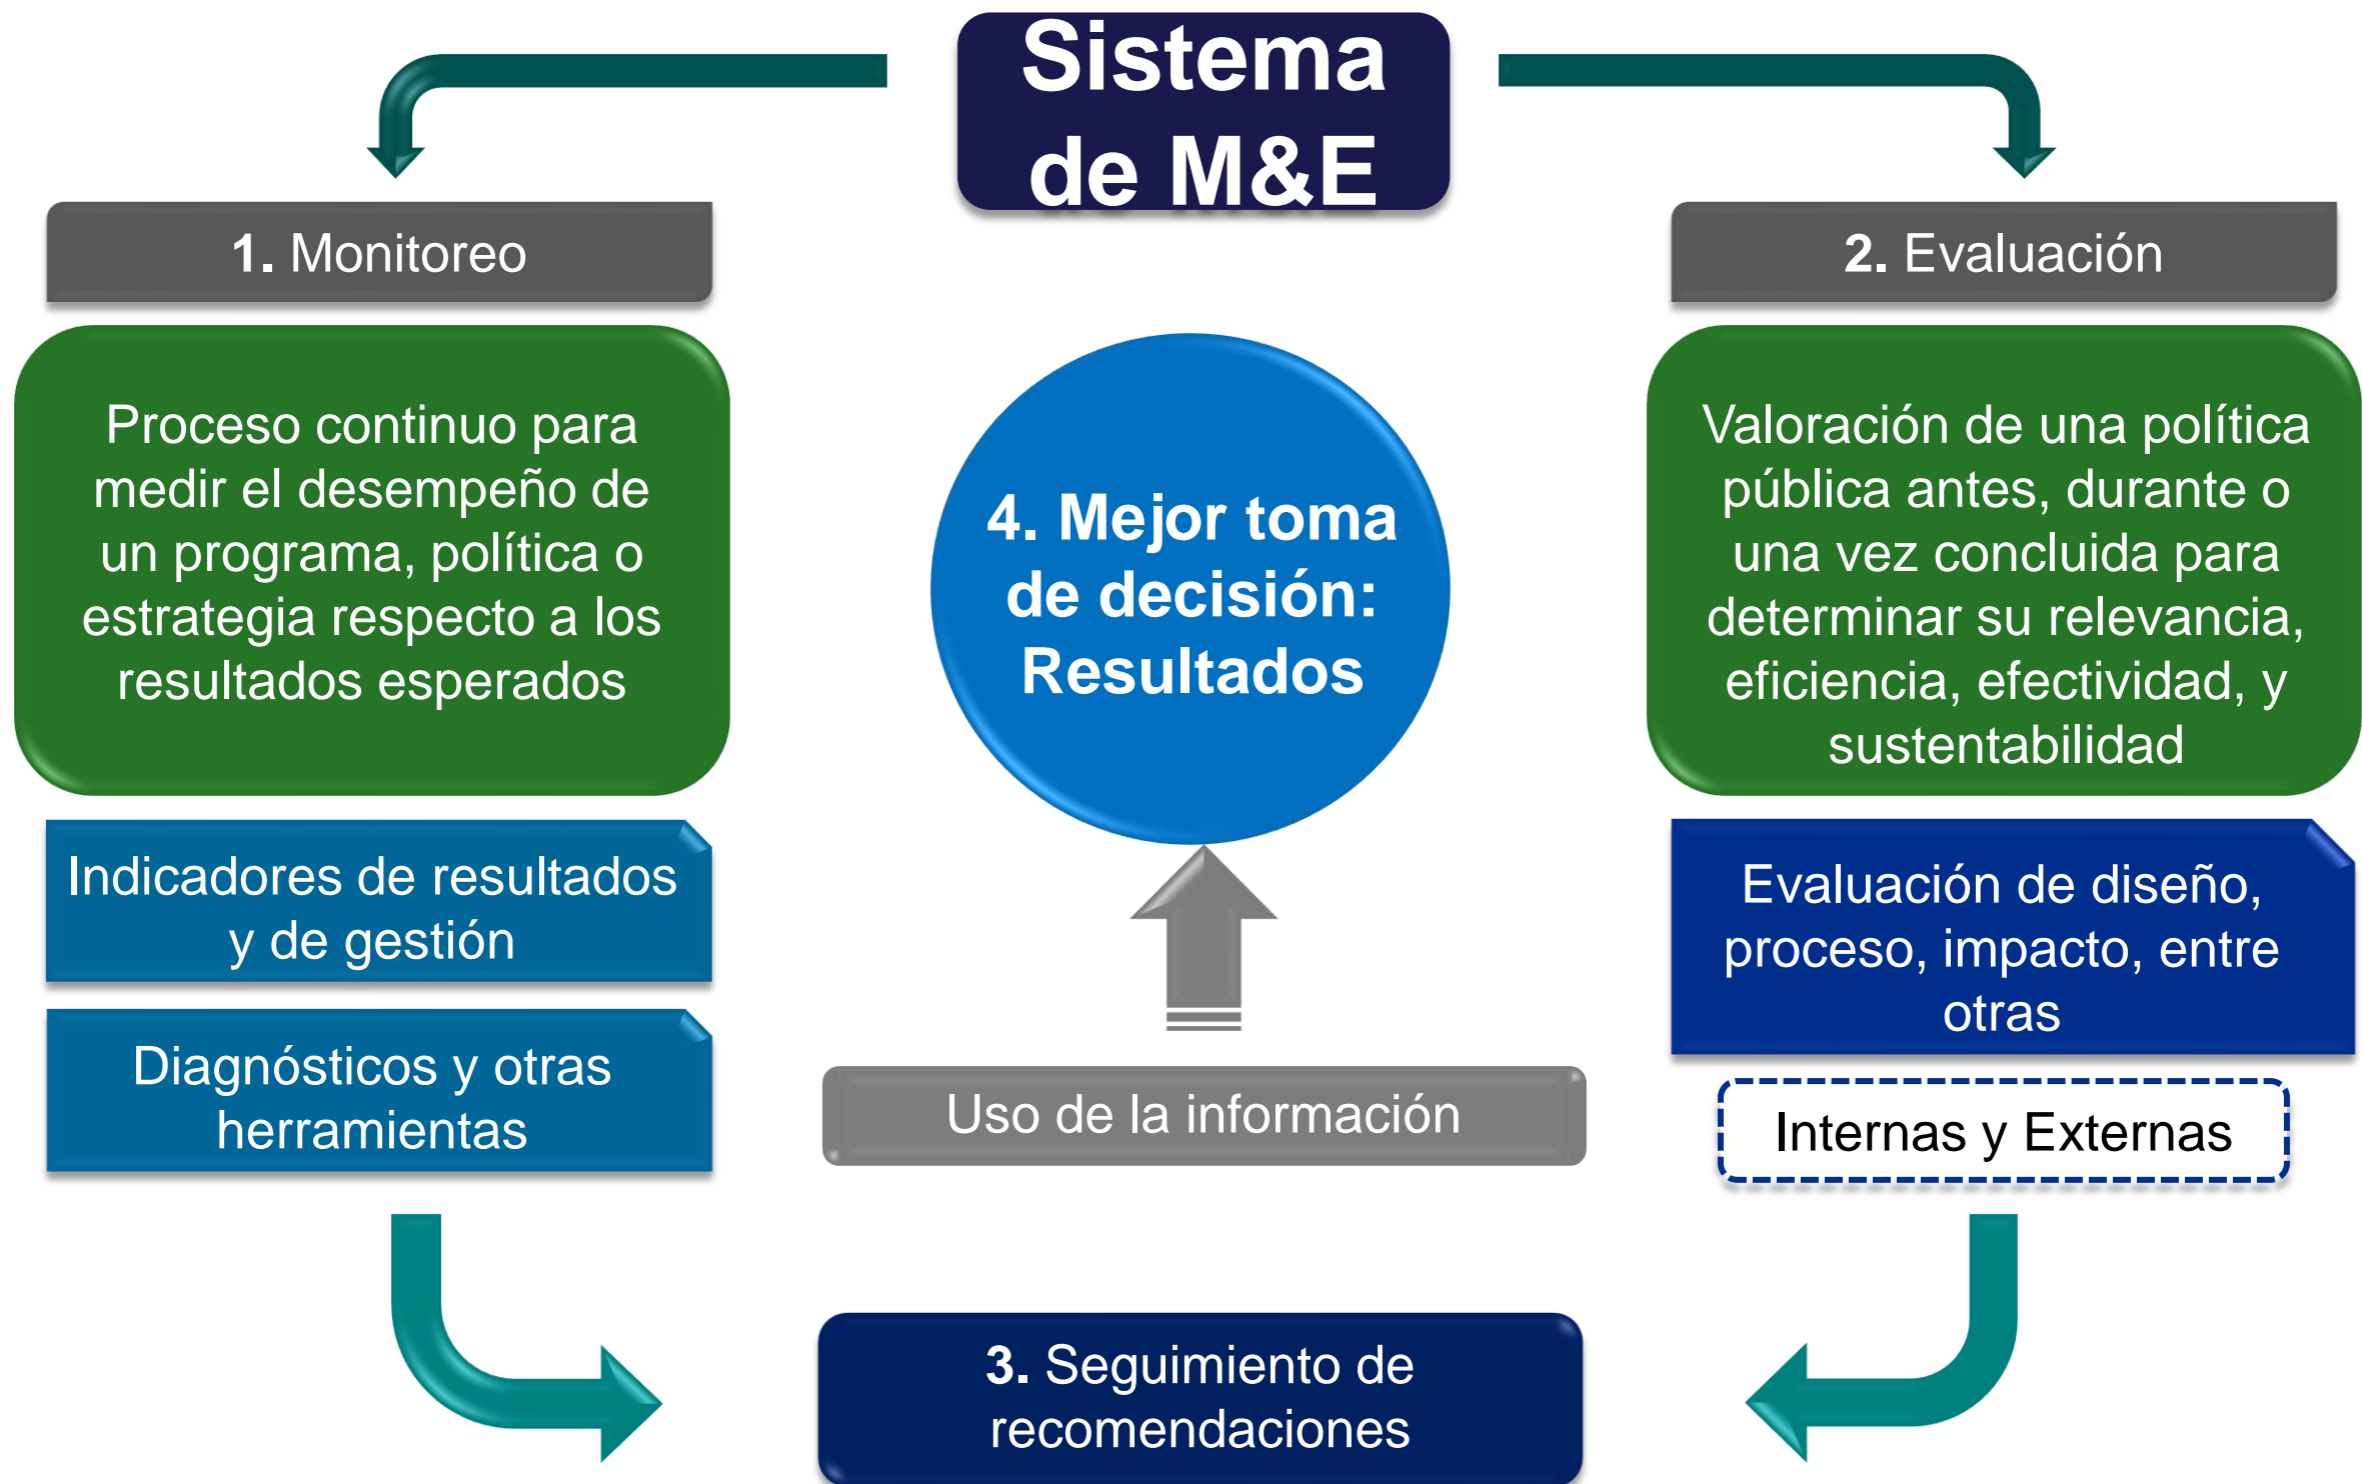 Sistema
de M&E
1. Monitoreo
Proceso continuo para
medir el desempeño de
un programa, política o
estrategia respecto a los
resultados esperados
Indicadores de resultados
y de gestión
Diagnósticos y otras
herramientas
2. Evaluación
Valoración de una política
pública antes, durante o
una vez concluida para
determinar su relevancia,
eficiencia, efectividad, y
sustentabilidad
Evaluación de diseño,
proceso, impacto, entre
otras
Internas y Externas
3. Seguimiento de
recomendaciones
Uso de la información
4. Mejor toma
de decisión:
Resultados